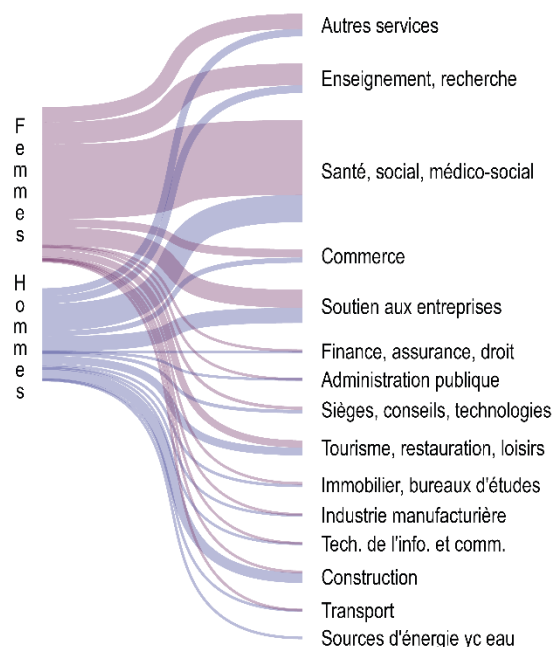 Femmes
Hommes
Autres services
Enseignement, recherche
Santé, social, médico-social
Commerce
Soutien aux entreprises
Finance, assurance, droit
Administration publique
Sièges, conseils, technologies
Tourisme, restauration, loisirs
Immobilier, bureaux d'études
Industrie manufacturière
Tech. de l'info. et comm.
Construction
Transport
Sources d'énergie yc eau